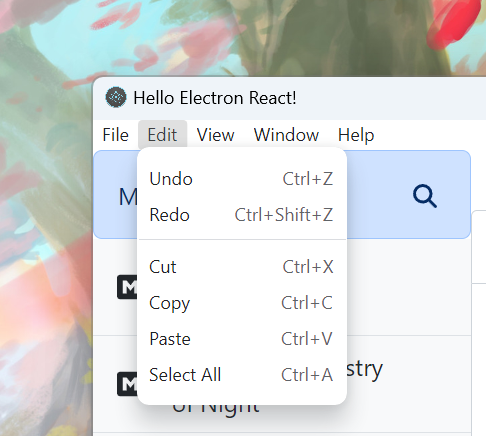 Hello Electron React!
File Edit View Window Help
M
Undo Ctrl+Z
Redo Ctrl+Shift+Z
Cut Ctrl+X
M
Copy Ctrl+C
Paste Ctrl+V
Select All Ctrl+A
M
stry
of Night